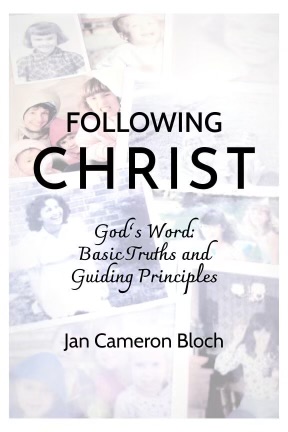 FOLLOWING
CHRIST
God's Word:
Basic Truths and
Guiding Principles
Jan Cameron Bloch